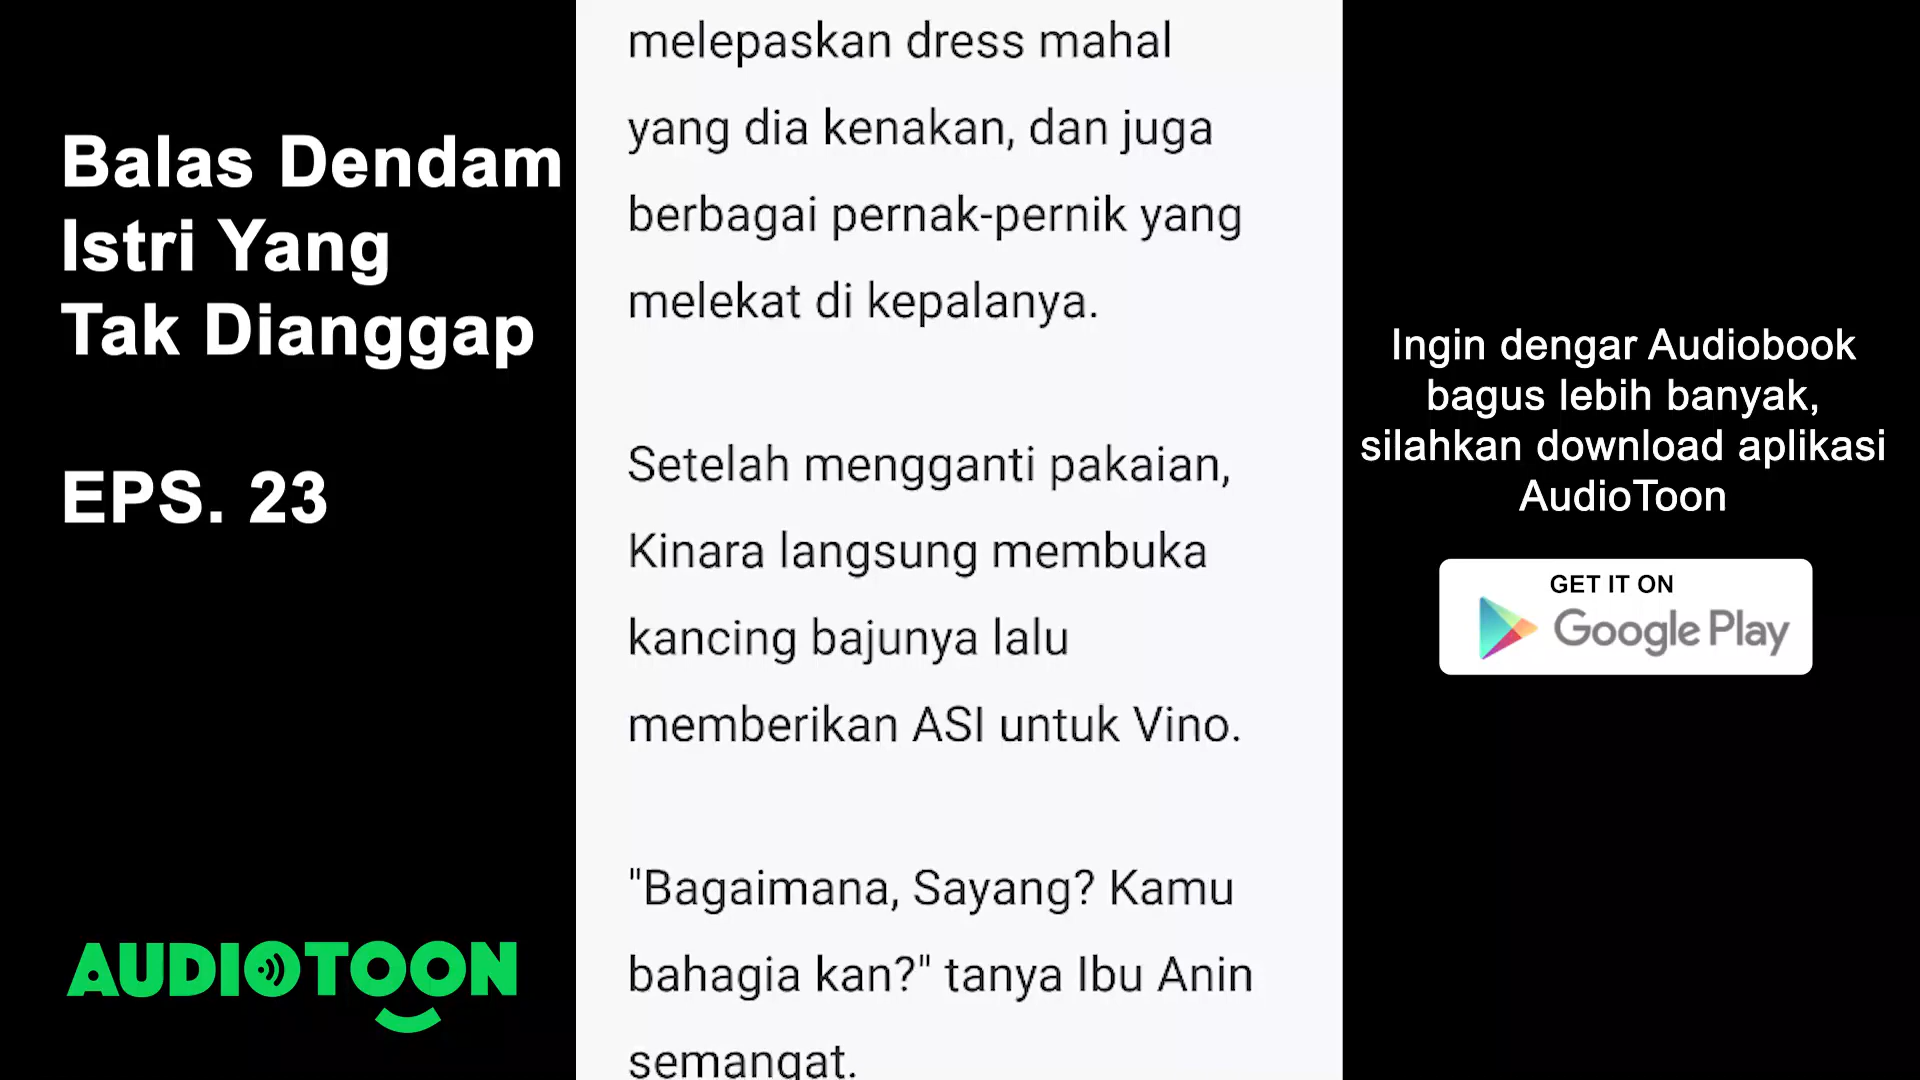 Balas Dendam
Istri Yang
Tak Dianggap
EPS. 23
AUDIOTOON
melepaskan dress mahal
yang dia kenakan, dan juga
berbagai pernak-pernik yang
melekat di kepalanya.
Setelah mengganti pakaian,
Kinara langsung membuka
kancing bajunya lalu
memberikan ASI untuk Vino.
"Bagaimana, Sayang? Kamu
bahagia kan?" tanya Ibu Anin
semangat.
Ingin dengar Audiobook
bagus lebih banyak,
silahkan download aplikasi
AudioToon
GET IT ON
Google Play